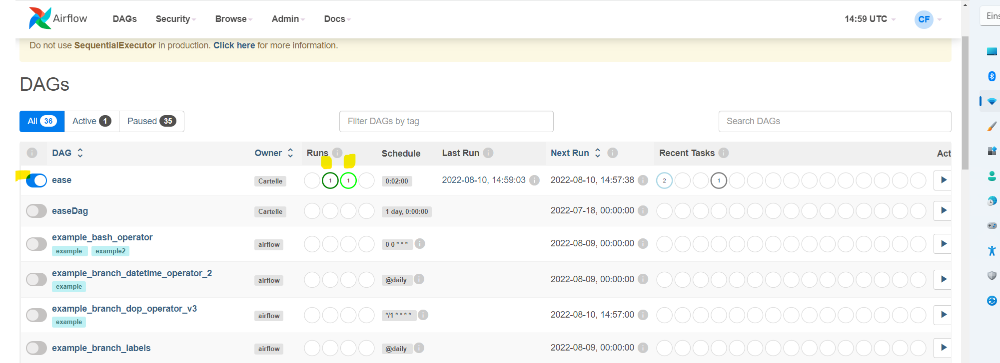 Airflow DAGs Security Browse Admin Docs 14:59 UTC CF Eins
Do not use SequentialExecutor in production. Click here for more information.
DAGs
All 36 Active 1 Paused 35 Filter DAGs by tag Search DAGs
i DAG Owner Runs i Schedule Last Run i Next Run i Recent Tasks i Act
ease Cartelle 1 1 0:02:00 2022-08-10, 14:59:03 i 2022-08-10, 14:57:38 i 2 1
easeDag Cartelle 1 day, 0:00:00 2022-07-18, 00:00:00 i
example_bash_operator airflow 0 0 * * * i 2022-08-09, 00:00:00 i
example example2
example_branch_datetime_operator_2 airflow @daily i 2022-08-09, 00:00:00 i
example
example_branch_dop_operator_v3 airflow */1 * * * * i 2022-08-10, 14:57:00 i
example
example_branch_labels airflow @daily i 2022-08-09, 00:00:00 i